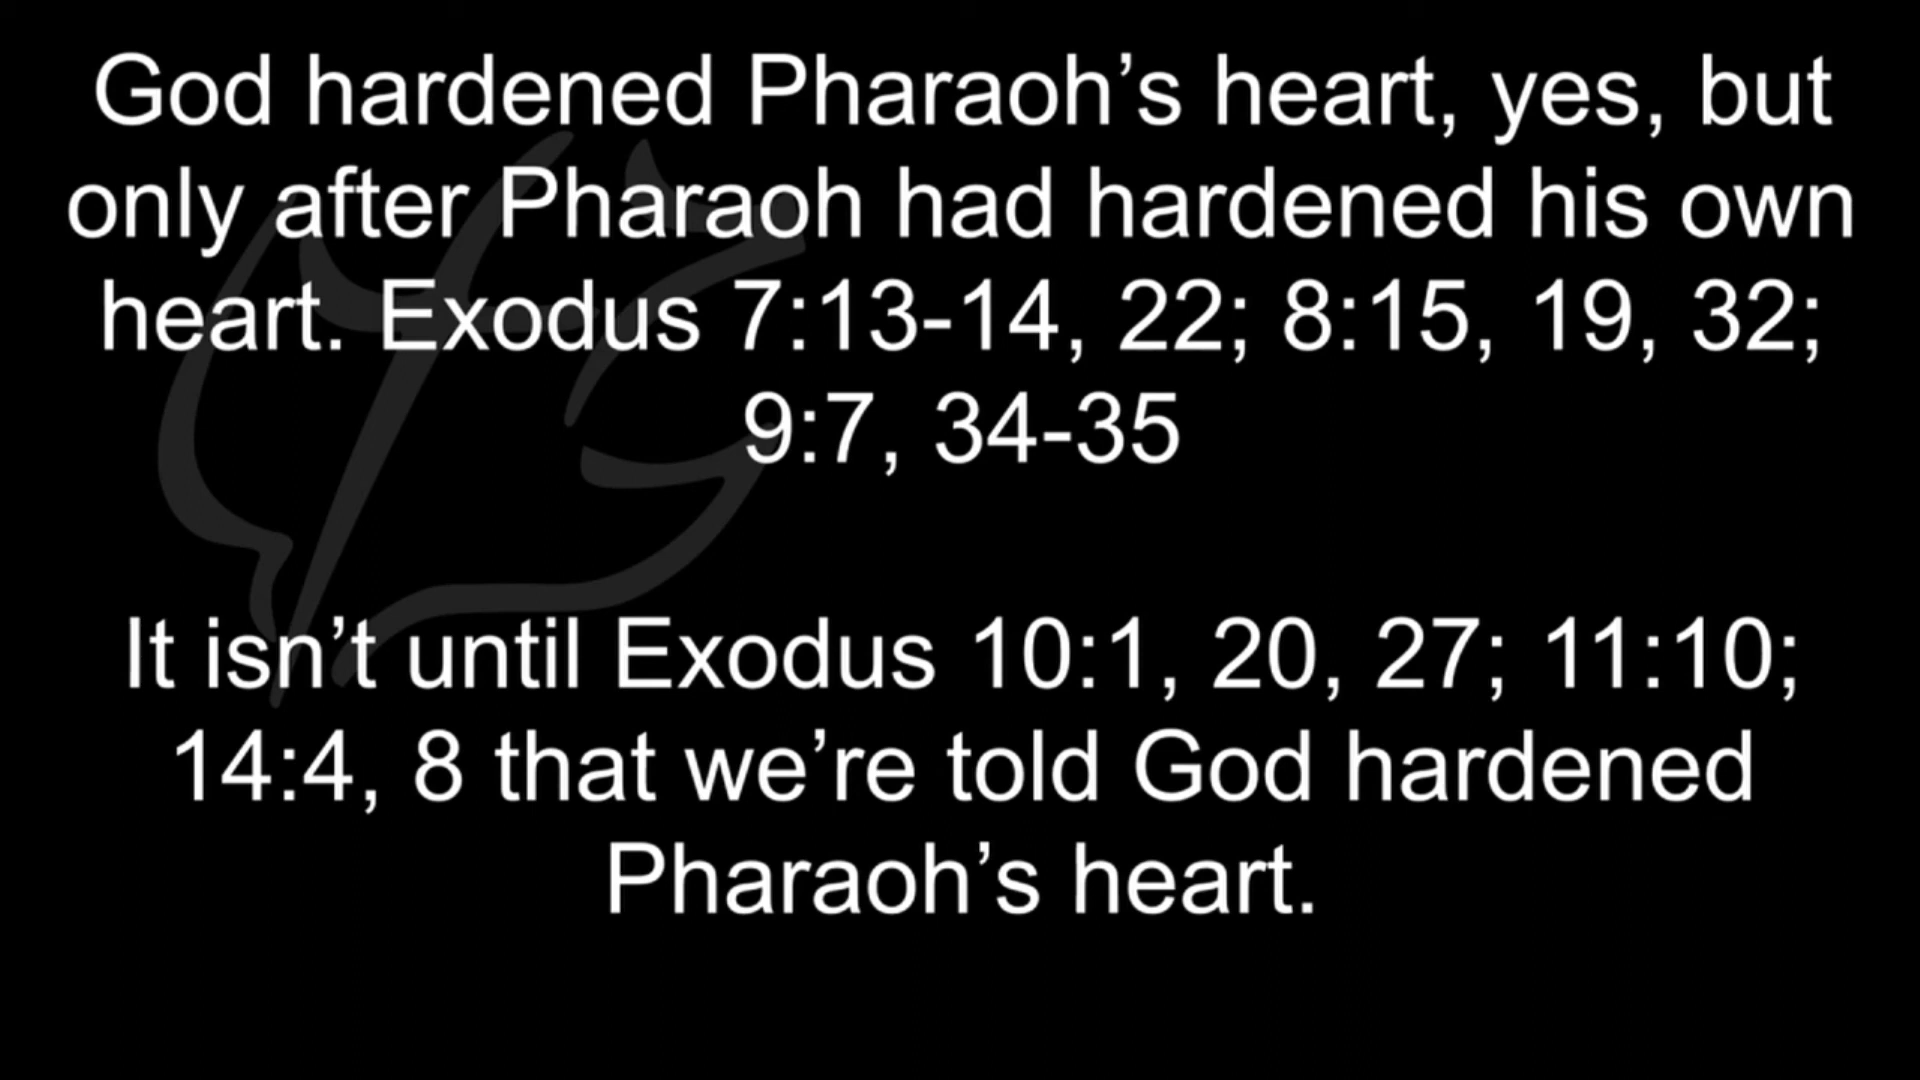 God hardened Pharaoh’s heart, yes, but
only after Pharaoh had hardened his own
heart. Exodus 7:13-14, 22; 8:15, 19, 32;
9:7, 34-35
It isn’t until Exodus 10:1, 20, 27; 11:10;
14:4, 8 that we’re told God hardened
Pharaoh’s heart.